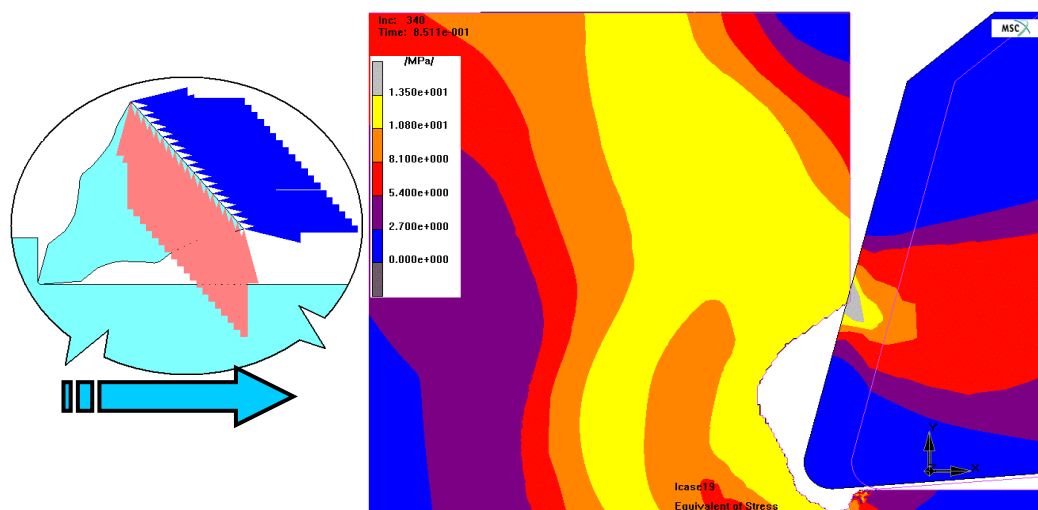 Inc: 340
Time: 6.511e-001
/MPa/
1.350e+001
1.080e+001
8.100e+000
5.400e+000
2.700e+000
0.000e+000
MSC
Y
Z X
lcase19
Equivalent of Stress